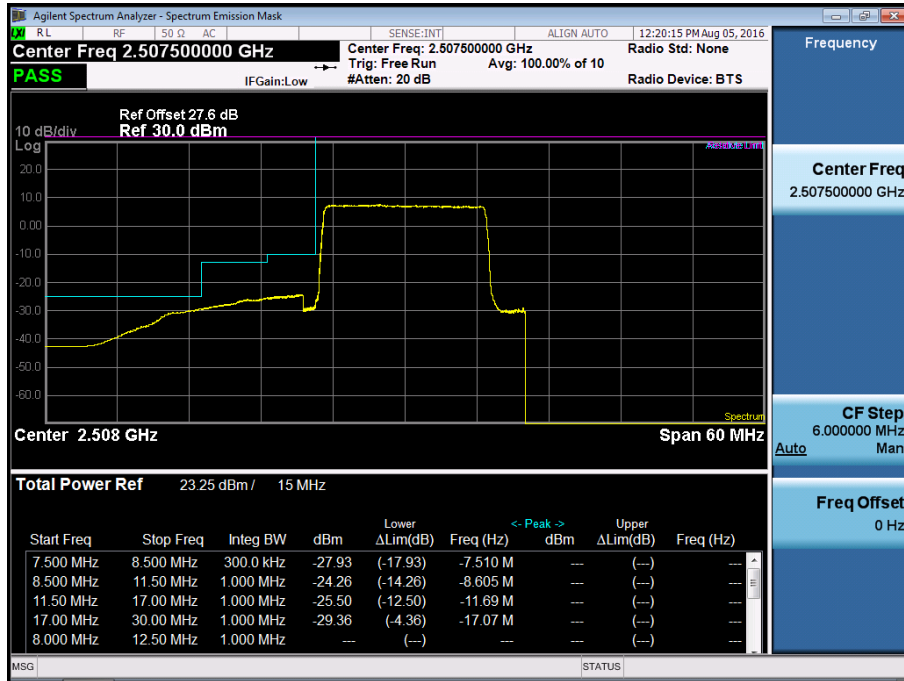 Agilent Spectrum Analyzer - Spectrum Emission Mask
LXI RL RF 50 Ω AC SENSE:INT ALIGN AUTO 12:20:15 PM Aug 05, 2016
Center Freq 2.507500000 GHz
Center Freq: 2.507500000 GHz Radio Std: None
Trig: Free Run Avg: 100.00% of 10
PASS IFGain:Low #Atten: 20 dB Radio Device: BTS
Ref Offset 27.6 dB
10 dB/div Ref 30.0 dBm
Log
Absolute Limit
20.0
10.0
0.00
-10.0
-20.0
-30.0
-40.0
-50.0
-60.0
Spectrum
Center 2.508 GHz Span 60 MHz
Total Power Ref 23.25 dBm / 15 MHz
Lower <- Peak -> Upper
Start Freq Stop Freq Integ BW dBm ΔLim(dB) Freq (Hz) dBm ΔLim(dB) Freq (Hz)
7.500 MHz 8.500 MHz 300.0 kHz -27.93 (-17.93) -7.510 M --- (---) ---
8.500 MHz 11.50 MHz 1.000 MHz -24.26 (-14.26) -8.605 M --- (---) ---
11.50 MHz 17.00 MHz 1.000 MHz -25.50 (-12.50) -11.69 M --- (---) ---
17.00 MHz 30.00 MHz 1.000 MHz -29.36 (-4.36) -17.07 M --- (---) ---
8.000 MHz 12.50 MHz 1.000 MHz --- (---) --- --- (---) ---
MSG STATUS
Frequency
Center Freq
2.507500000 GHz
CF Step
6.000000 MHz
Auto Man
Freq Offset
0 Hz